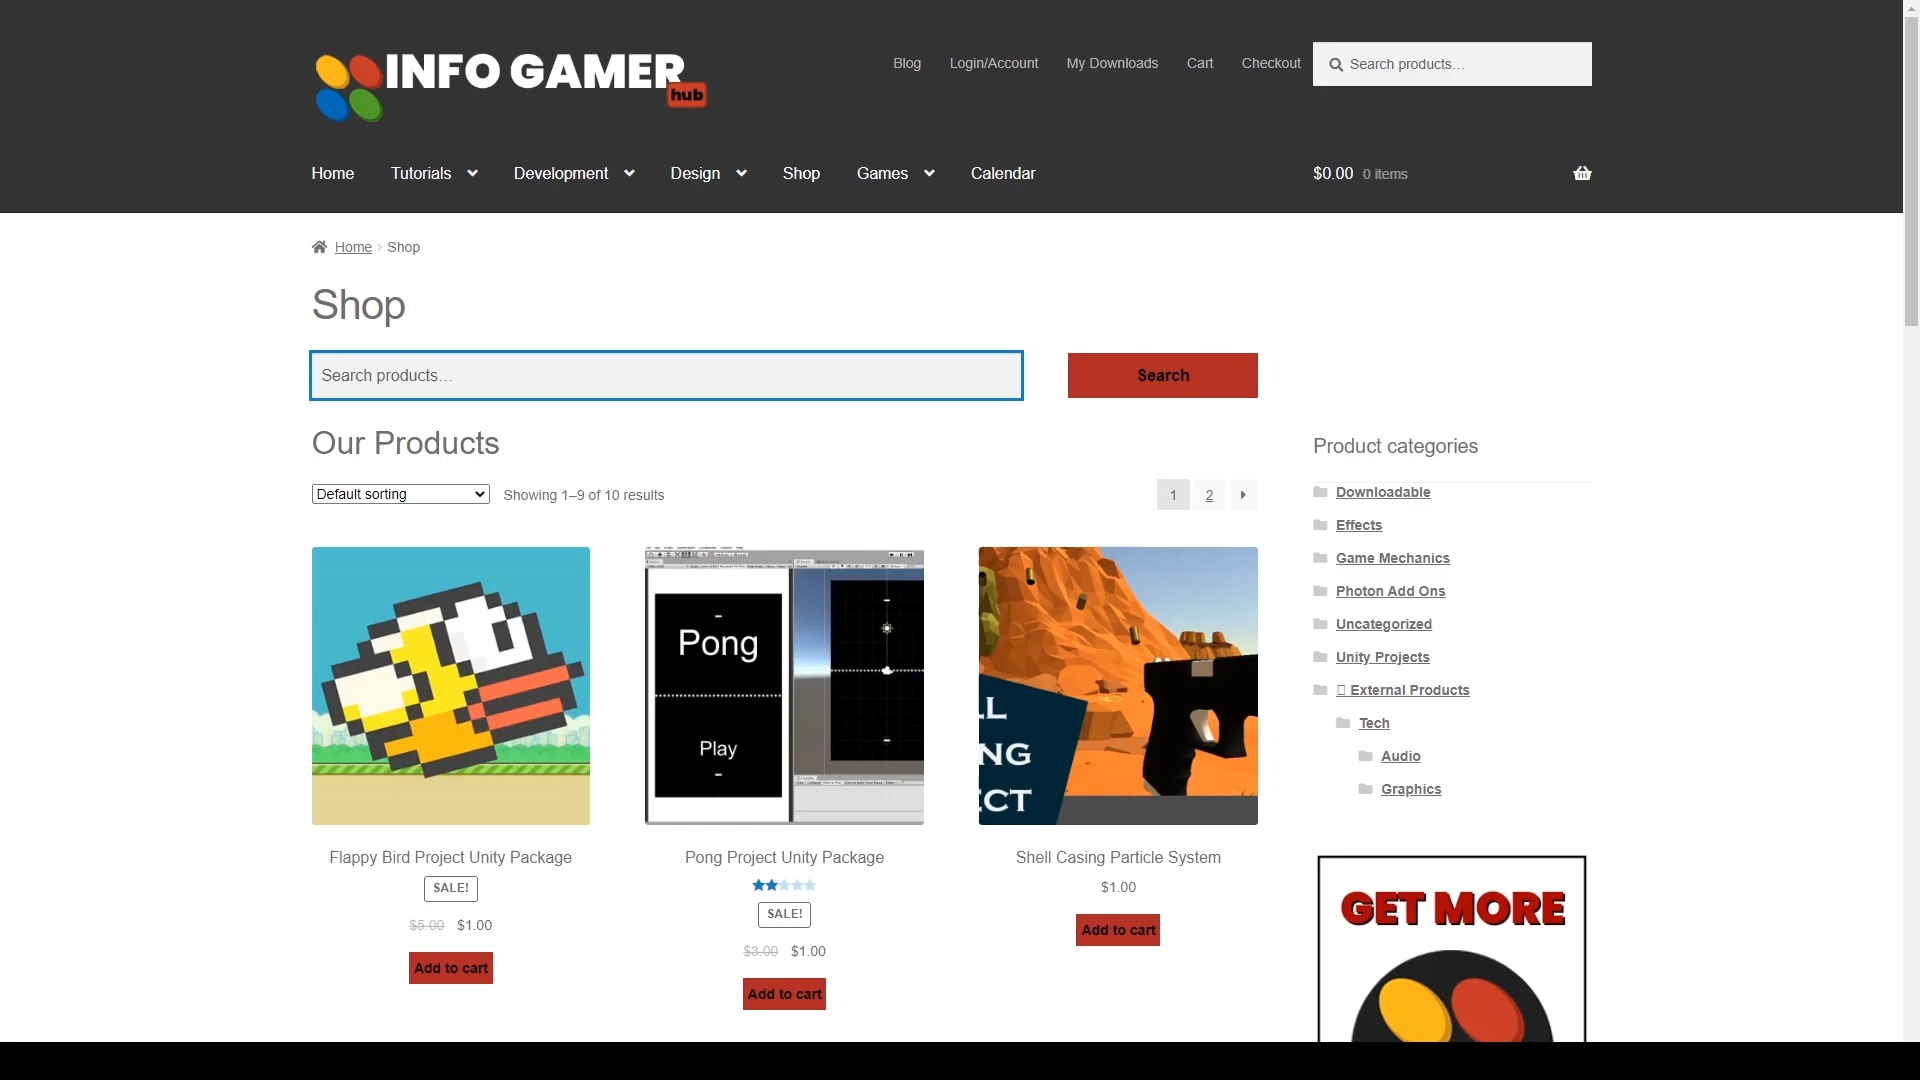 INFO GAMER
hub
Blog
Login/Account
My Downloads
Cart
Checkout
Search products…
Home
Tutorials
Development
Design
Shop
Games
Calendar
$0.00 0 items
Home
Shop
Shop
Search products…
Search
Our Products
Default sorting
Showing 1–9 of 10 results
1
2
Product categories
Downloadable
Effects
Game Mechanics
Photon Add Ons
Uncategorized
Unity Projects
External Products
Tech
Audio
Graphics
Pong
Play
LL
NG
ECT
Flappy Bird Project Unity Package
SALE!
$5.00 $1.00
Add to cart
Pong Project Unity Package
SALE!
$3.00 $1.00
Add to cart
Shell Casing Particle System
$1.00
Add to cart
GET MORE